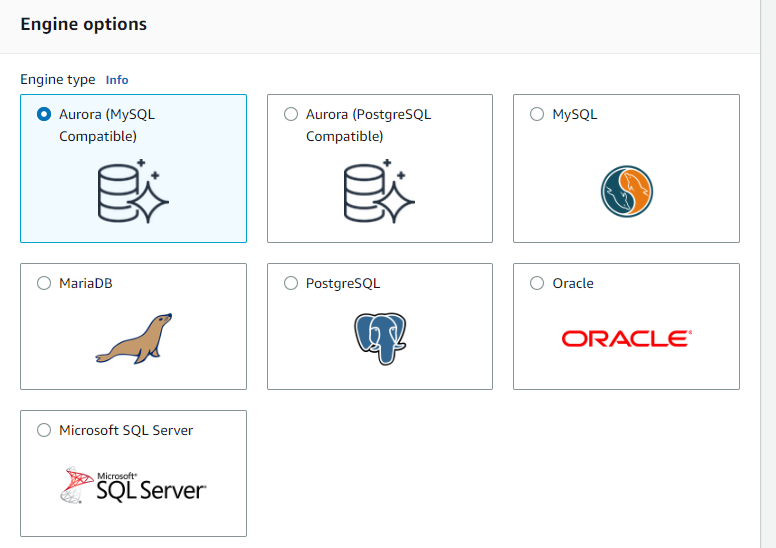 Engine options
Engine type Info
Aurora (MySQL
Compatible)
Aurora (PostgreSQL
Compatible)
MySQL
MariaDB
PostgreSQL
Oracle
ORACLE®
Microsoft SQL Server
Microsoft®
SQL Server®